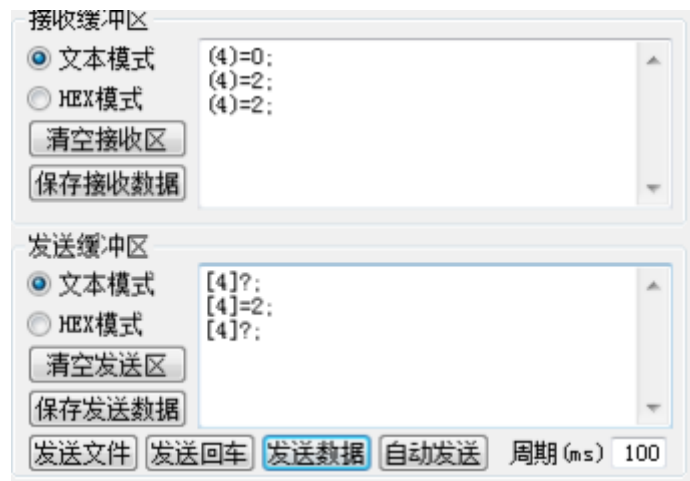 接收缓冲区
文本模式
HEX模式
清空接收区
保存接收数据
(4)=0;
(4)=2;
(4)=2;
发送缓冲区
文本模式
HEX模式
清空发送区
保存发送数据
[4]?;
[4]=2;
[4]?;
发送文件 发送回车 发送数据 自动发送 周期(ms) 100